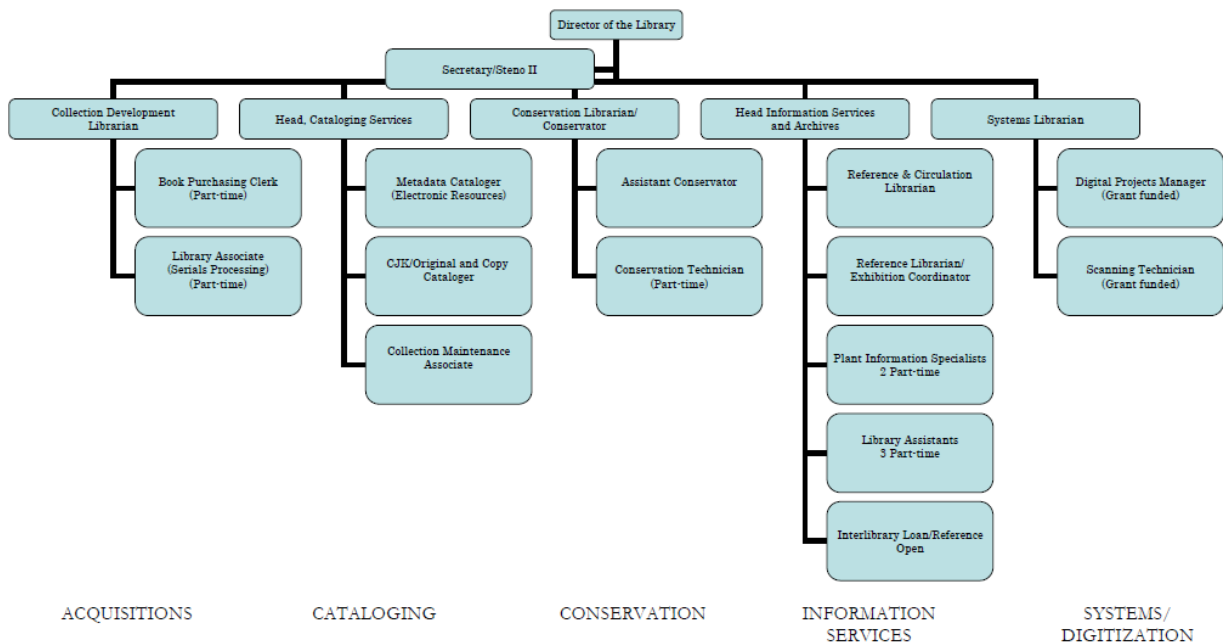 Director of the Library
Secretary/Steno II
Collection Development
Librarian
Head, Cataloging Services
Conservation Librarian/
Conservator
Head Information Services
and Archives
Systems Librarian
Book Purchasing Clerk
(Part-time)
Library Associate
(Serials Processing)
(Part-time)
Metadata Cataloger
(Electronic Resources)
CJK/Original and Copy
Cataloger
Collection Maintenance
Associate
Assistant Conservator
Conservation Technician
(Part-time)
Reference & Circulation
Librarian
Reference Librarian/
Exhibition Coordinator
Plant Information Specialists
2 Part-time
Library Assistants
3 Part-time
Interlibrary Loan/Reference
Open
Digital Projects Manager
(Grant funded)
Scanning Technician
(Grant funded)
ACQUISITIONS
CATALOGING
CONSERVATION
INFORMATION
SERVICES
SYSTEMS/
DIGITIZATION